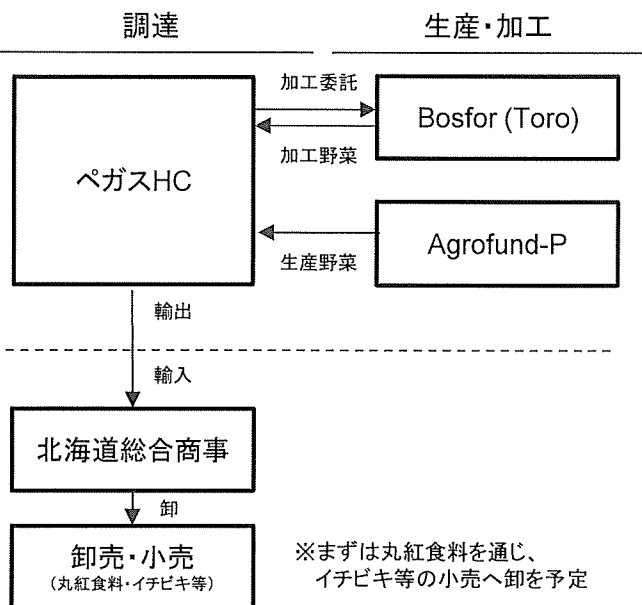 調達
生産・加工
ペガスHC
加工委託
加工野菜
Bosfor (Toro)
生産野菜
Agrofund-P
輸出
輸入
北海道総合商事
卸
卸売・小売
(丸紅食料・イチビキ等)
※まずは丸紅食料を通じ、
イチビキ等の小売へ卸を予定